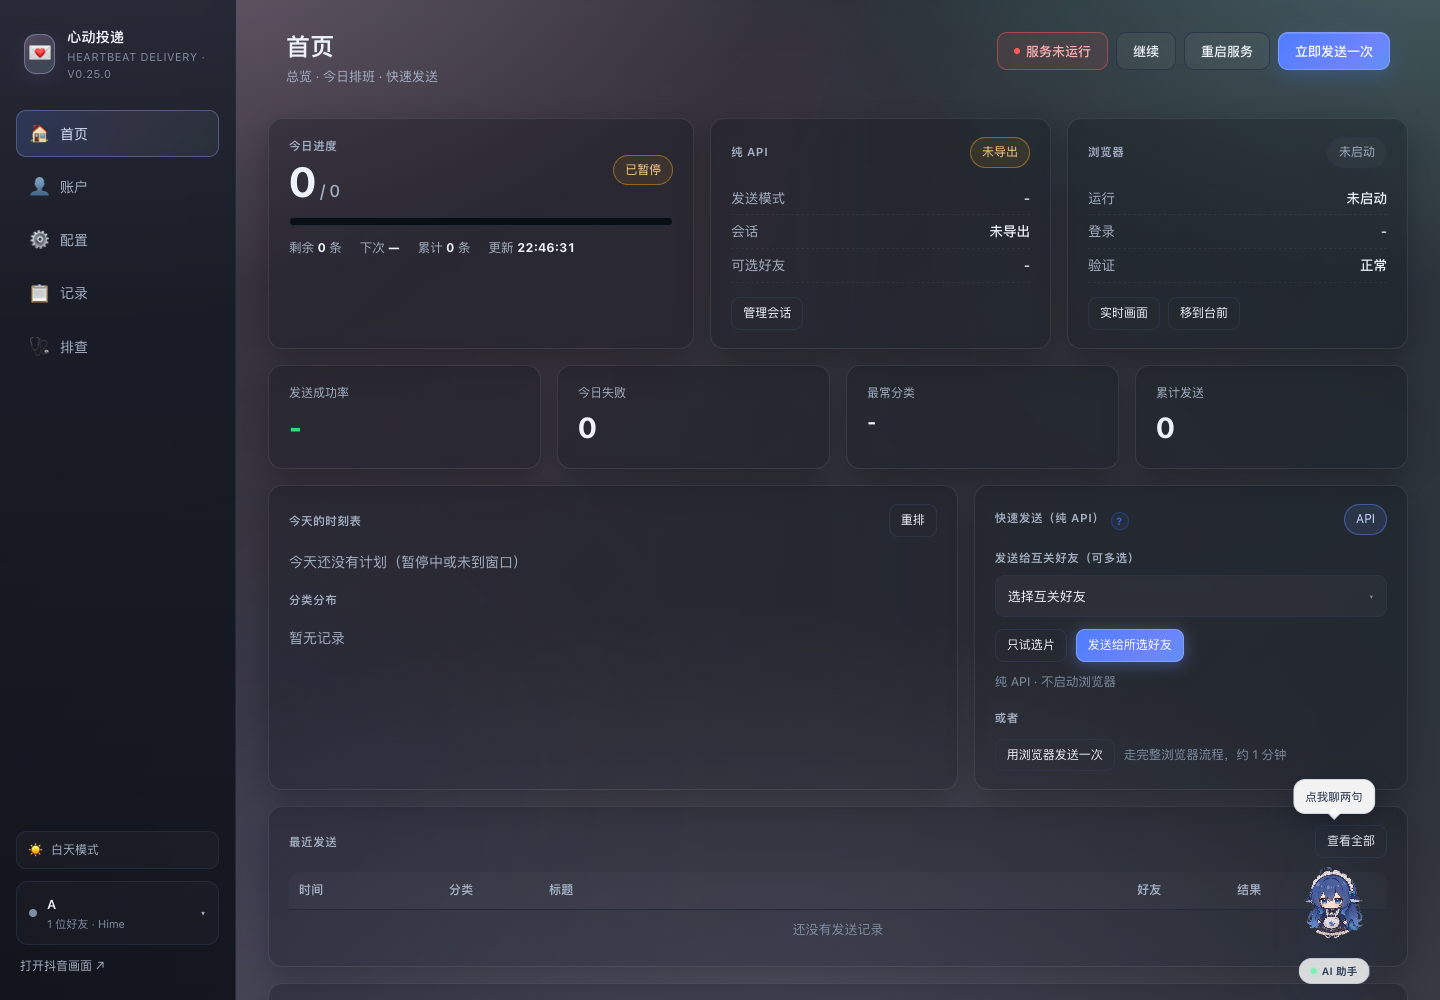 心动投递
HEARTBEAT DELIVERY ·
V0.25.0
首页
账户
配置
记录
排查
白天模式
A
1 位好友 · Hime
打开抖音画面 ↗
首页
总览 · 今日排班 · 快速发送
服务未运行
继续
重启服务
立即发送一次
今日进度
0 / 0
已暂停
剩余 0 条 下次 — 累计 0 条 更新 22:46:31
纯 API
未导出
发送模式 -
会话 未导出
可选好友 -
管理会话
浏览器
未启动
运行 未启动
登录 -
验证 正常
实时画面 移到台前
发送成功率
-
今日失败
0
最常分类
-
累计发送
0
今天的时刻表
重排
今天还没有计划（暂停中或未到窗口）
分类分布
暂无记录
快速发送（纯 API） ?
API
发送给互关好友（可多选）
选择互关好友
只试选片 发送给所选好友
纯 API · 不启动浏览器
或者
用浏览器发送一次 走完整浏览器流程，约 1 分钟
点我聊两句
最近发送
查看全部
时间 分类 标题 好友 结果
还没有发送记录
AI 助手